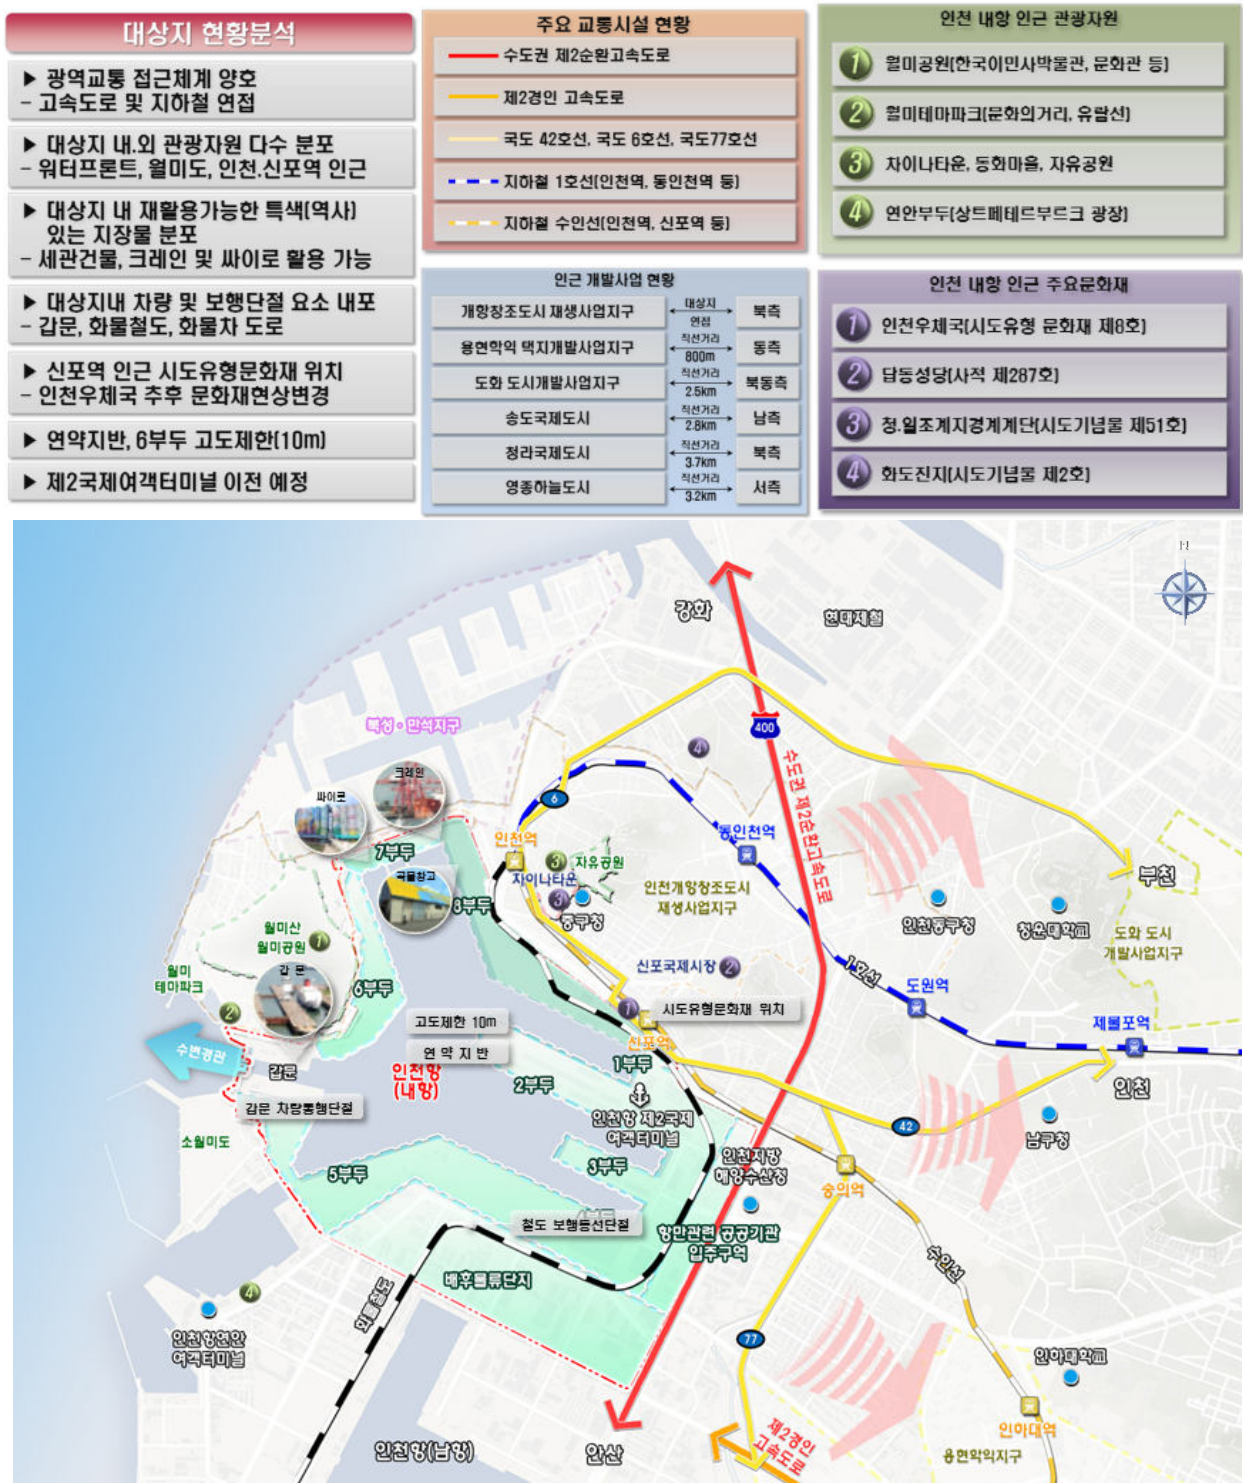 대상지 현황분석
▶ 광역교통 접근체계 양호
- 고속도로 및 지하철 연접
▶ 대상지 내.외 관광자원 다수 분포
- 워터프론트, 월미도, 인천.신포역 인근
▶ 대상지 내 재활용가능한 특색(역사)
있는 지장물 분포
- 세관건물, 크레인 및 싸이로 활용 가능
▶ 대상지내 차량 및 보행단절 요소 내포
- 갑문, 화물철도, 화물차 도로
▶ 신포역 인근 시도유형문화재 위치
- 인천우체국 추후 문화재현상변경
▶ 연약지반, 6부두 고도제한(10m)
▶ 제2국제여객터미널 이전 예정
주요 교통시설 현황
수도권 제2순환고속도로
제2경인 고속도로
국도 42호선, 국도 6호선, 국도77호선
지하철 1호선(인천역, 동인천역 등)
지하철 수인선(인천역, 신포역 등)
인근 개발사업 현황
개항창조도시 재생사업지구 대상지 연접 북측
용현학익 택지개발사업지구 직선거리 800m 동측
도화 도시개발사업지구 직선거리 2.5km 북동측
송도국제도시 직선거리 2.8km 남측
청라국제도시 직선거리 3.7km 북측
영종하늘도시 직선거리 3.2km 서측
인천 내항 인근 관광자원
1 월미공원(한국이민사박물관, 문화관 등)
2 월미테마파크(문화의거리, 유람선)
3 차이나타운, 동화마을, 자유공원
4 연안부두(상트페테르부르크 광장)
인천 내항 인근 주요문화재
1 인천우체국(시도유형 문화재 제8호)
2 답동성당(사적 제287호)
3 청.일조계지경계계단(시도기념물 제51호)
4 화도진지(시도기념물 제2호)
N
강화
현대제철
북성·만석지구
400
수도권 제2순환고속도로
4
크레인
싸이로
6
인천역
동인천역
7부두
3
자유공원
차이나타운
곡물창고
8부두
3
중구청
인천개항창조도시
재생사업지구
부천
인천동구청
청운대학교
도화 도시
개발사업지구
월미산
월미공원
1
신포국제시장
2
1호선
월미
테마파크
갑 문
6부두
도원역
2
고도제한 10m
1
시도유형문화재 위치
제물포역
신포역
수변경관
갑문
연 약 지 반
인천항
(내항)
1부두
2부두
인천
갑문 차량통행단절
인천항 제2국제
여객터미널
42
소월미도
남구청
3부두
5부두
인천지방
해양수산청
숭의역
4부두
철도 보행동선단절
항만관련 공공기관
입주구역
수인선
배후물류단지
4
화물철도
인천항연안
여객터미널
77
인하대학교
제2경인
고속도로
인하대역
인천항(남항)
안산
용현학익지구